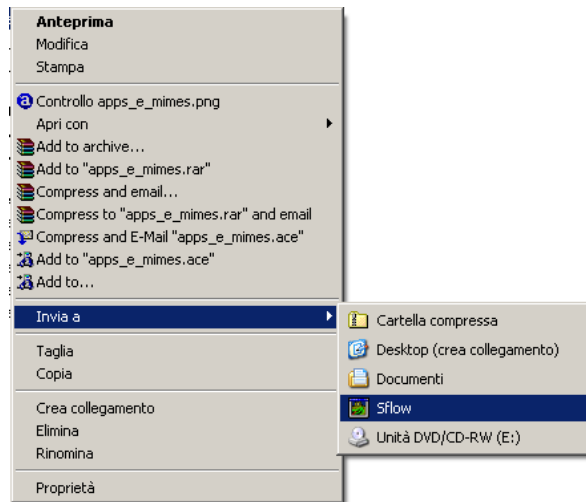 Anteprima
Modifica
Stampa
Controllo apps_e_mimes.png
Apri con
Add to archive...
Add to "apps_e_mimes.rar"
Compress and email...
Compress to "apps_e_mimes.rar" and email
Compress and E-Mail "apps_e_mimes.ace"
Add to "apps_e_mimes.ace"
Add to...
Invia a
Cartella compressa
Desktop (crea collegamento)
Documenti
Sflow
Unità DVD/CD-RW (E:)
Taglia
Copia
Crea collegamento
Elimina
Rinomina
Proprietà